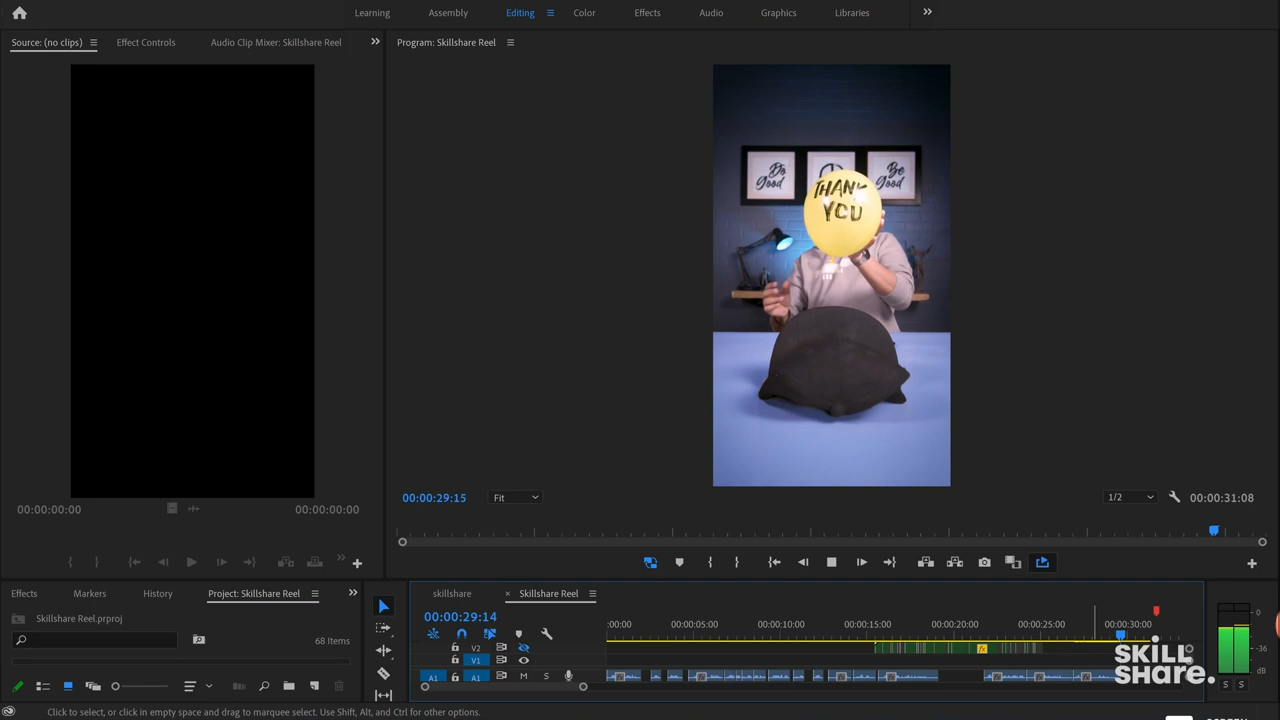 Learning Assembly Editing Color Effects Audio Graphics Libraries
Source: (no clips) Effect Controls Audio Clip Mixer: Skillshare Reel
Program: Skillshare Reel
Do Good
Be Good
THANK
YOU
00:00:29:15 Fit 1/2 00:00:31:08
00:00:00:00 00:00:00:00
Effects Markers History Project: Skillshare Reel
skillshare × Skillshare Reel
Skillshare Reel.prproj
00:00:29:14
68 Items
:00:00 00:00:05:00 00:00:10:00 00:00:15:00 00:00:20:00 00:00:25:00 00:00:30:00
V2 fx
V1
A1 A1 M S
0
-36
dB
S S
SKILL
SHare.
Click to select, or click in empty space and drag to marquee select. Use Shift, Alt, and Ctrl for other options.